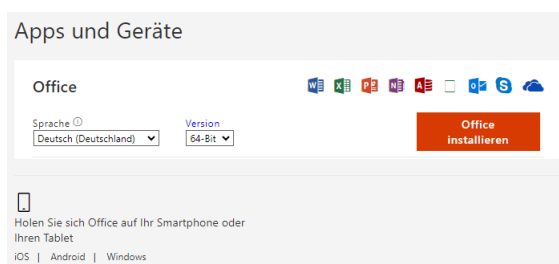 Apps und Geräte
Office
Sprache
Version
Deutsch (Deutschland)
64-Bit
Office
installieren
Holen Sie sich Office auf Ihr Smartphone oder
Ihren Tablet
iOS | Android | Windows